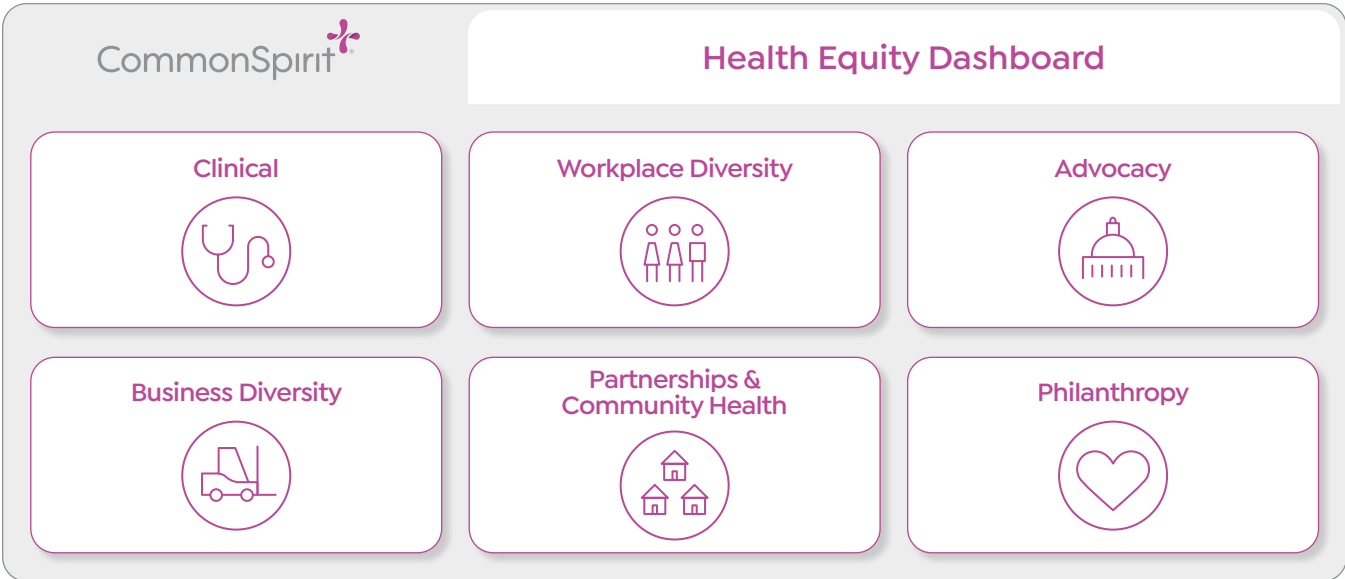 CommonSpirit®
Health Equity Dashboard
Clinical
Workplace Diversity
Advocacy
Business Diversity
Partnerships &
Community Health
Philanthropy